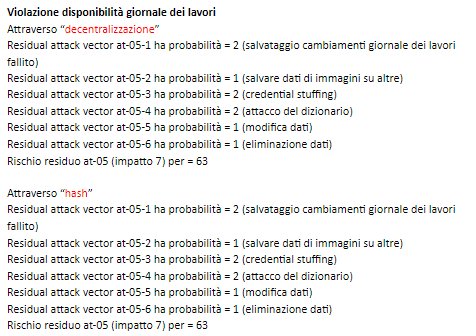 Violazione disponibilità giornale dei lavori
Attraverso “decentralizzazione”
Residual attack vector at-05-1 ha probabilità = 2 (salvataggio cambiamenti giornale dei lavori
fallito)
Residual attack vector at-05-2 ha probabilità = 1 (salvare dati di immagini su altre)
Residual attack vector at-05-3 ha probabilità = 2 (credential stuffing)
Residual attack vector at-05-4 ha probabilità = 2 (attacco del dizionario)
Residual attack vector at-05-5 ha probabilità = 1 (modifica dati)
Residual attack vector at-05-6 ha probabilità = 1 (eliminazione dati)
Rischio residuo at-05 (impatto 7) per = 63
Attraverso “hash”
Residual attack vector at-05-1 ha probabilità = 2 (salvataggio cambiamenti giornale dei lavori
fallito)
Residual attack vector at-05-2 ha probabilità = 1 (salvare dati di immagini su altre)
Residual attack vector at-05-3 ha probabilità = 2 (credential stuffing)
Residual attack vector at-05-4 ha probabilità = 2 (attacco del dizionario)
Residual attack vector at-05-5 ha probabilità = 1 (modifica dati)
Residual attack vector at-05-6 ha probabilità = 1 (eliminazione dati)
Rischio residuo at-05 (impatto 7) per = 63